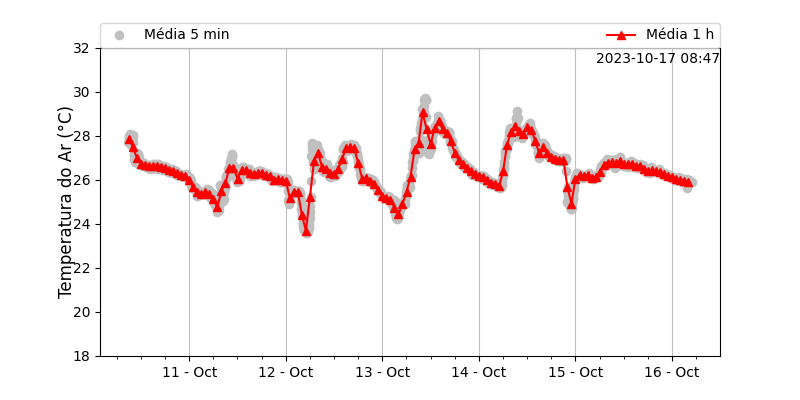 Média 5 min
Média 1 h
2023-10-17 08:47
Temperatura do Ar (°C)
32
30
28
26
24
22
20
18
11 - Oct
12 - Oct
13 - Oct
14 - Oct
15 - Oct
16 - Oct